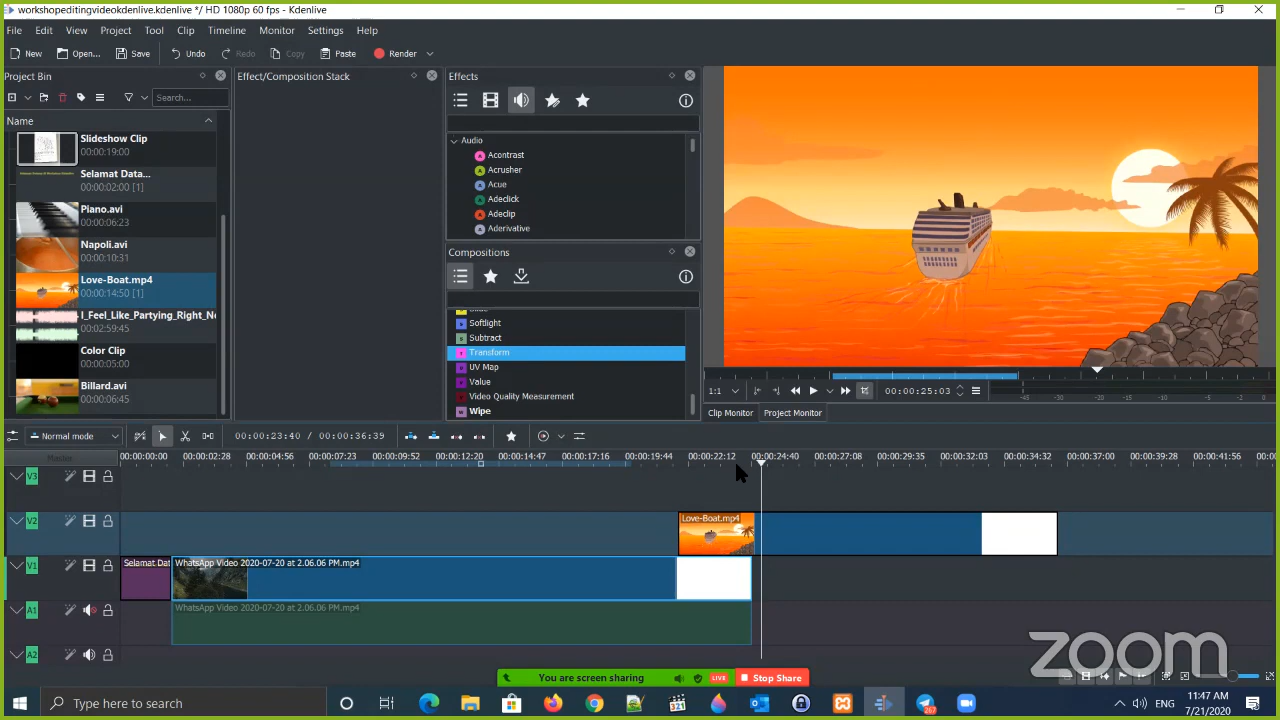 workshopeditingvideokdenlive.kdenlive */ HD 1080p 60 fps - Kdenlive
File Edit View Project Tool Clip Timeline Monitor Settings Help
New Open... Save Undo Redo Copy Paste Render
Project Bin
Search...
Name
Slideshow Clip
00:00:19:00
Selamat Data...
00:00:02:00 [1]
Piano.avi
00:00:06:23
Napoli.avi
00:00:10:31
Love-Boat.mp4
00:00:14:50 [1]
I_Feel_Like_Partying_Right_N
00:02:59:45
Color Clip
00:00:05:00
Billard.avi
00:00:06:45
Effect/Composition Stack
Effects
Audio
Acontrast
Acrusher
Acue
Adeclick
Adeclip
Aderivative
Compositions
Softlight
Subtract
Transform
UV Map
Value
Video Quality Measurement
Wipe
1:1 00:00:25:03
-45 -30 -20 -15 -10 -5 -2 0
Clip Monitor Project Monitor
Normal mode 00:00:23:40 / 00:00:36:39
Master
00:00:00:00 00:00:02:28 00:00:04:56 00:00:07:23 00:00:09:52 00:00:12:20 00:00:14:47 00:00:17:16 00:00:19:44 00:00:22:12 00:00:24:40 00:00:27:08 00:00:29:35 00:00:32:03 00:00:34:32 00:00:37:00 00:00:39:28 00:00:41:56
V3
V2
Love-Boat.mp4
V1
Selamat Dat
WhatsApp Video 2020-07-20 at 2.06.06 PM.mp4
A1
WhatsApp Video 2020-07-20 at 2.06.06 PM.mp4
A2
zoom
You are screen sharing LIVE Stop Share
Type here to search
321
267
ENG
11:47 AM
7/21/2020